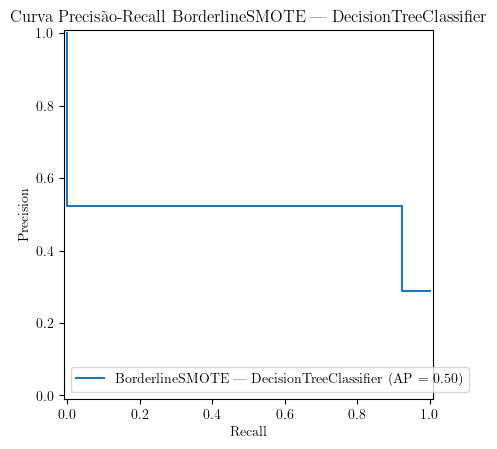 Curva Precisão-Recall BorderlineSMOTE — DecisionTreeClassifier
1.0
0.8
0.6
0.4
0.2
0.0
Precision
BorderlineSMOTE — DecisionTreeClassifier (AP = 0.50)
0.0 0.2 0.4 0.6 0.8 1.0
Recall